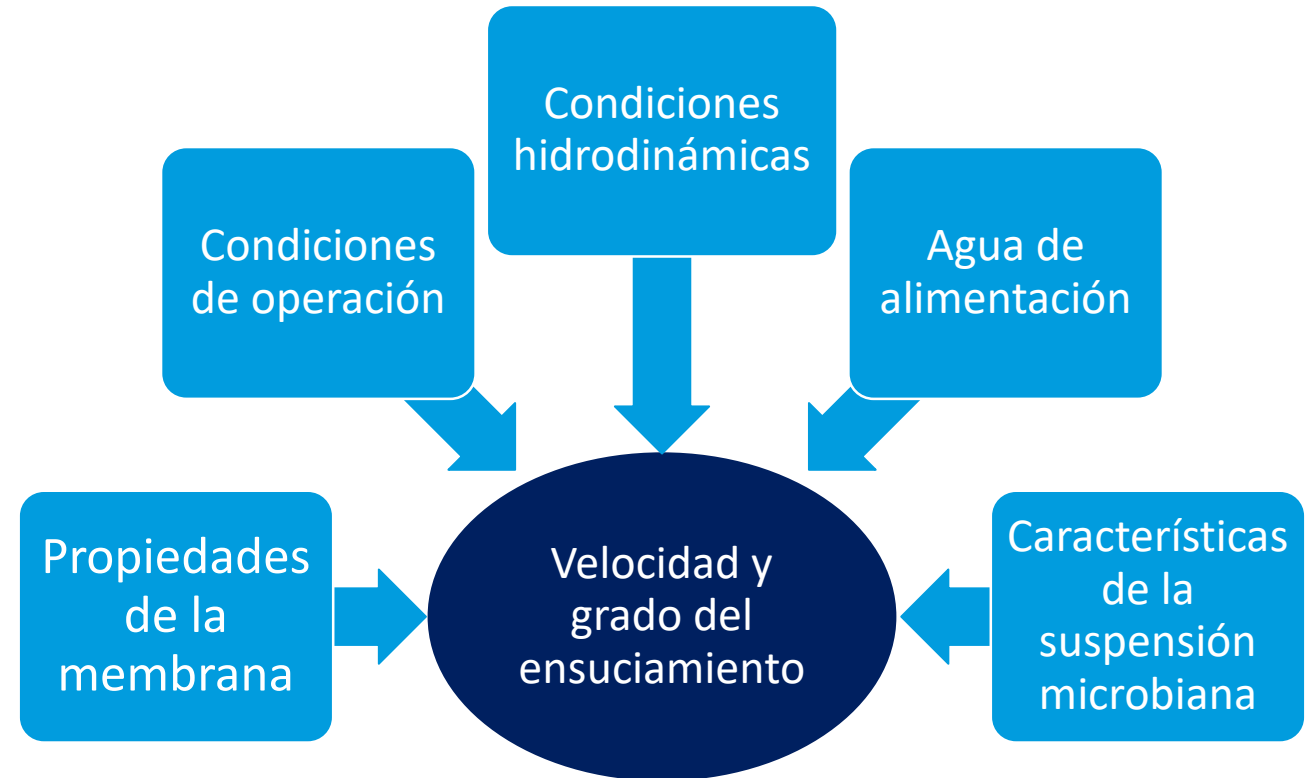 Condiciones
hidrodinámicas
Condiciones
de operación
Agua de
alimentación
Propiedades
de la
membrana
Velocidad y
grado del
ensuciamiento
Características
de la
suspensión
microbiana